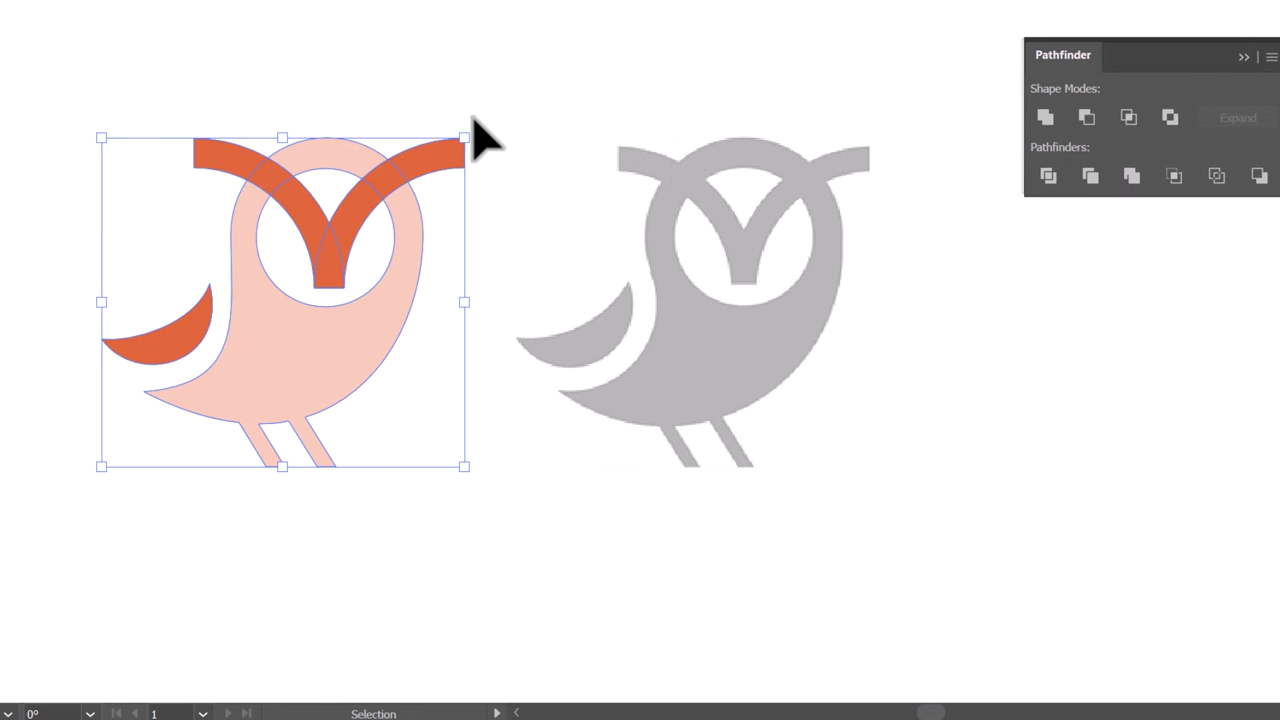 Pathfinder
Shape Modes:
Expand
Pathfinders:
0° 1 Selection